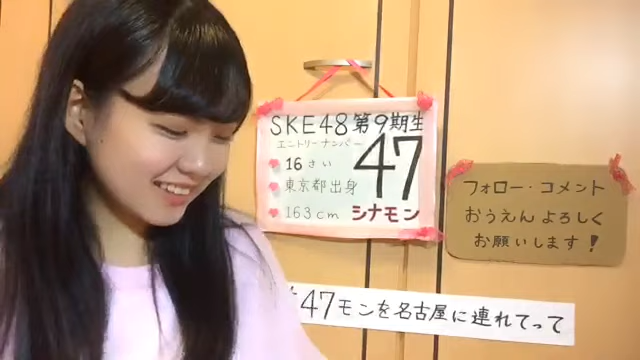 SKE48 第9期生
エントリーナンバー
16さい
47
東京都出身
163cm シナモン
フォロー・コメント
おうえん よろしく
お願いします!
47モンを名古屋に連れてって